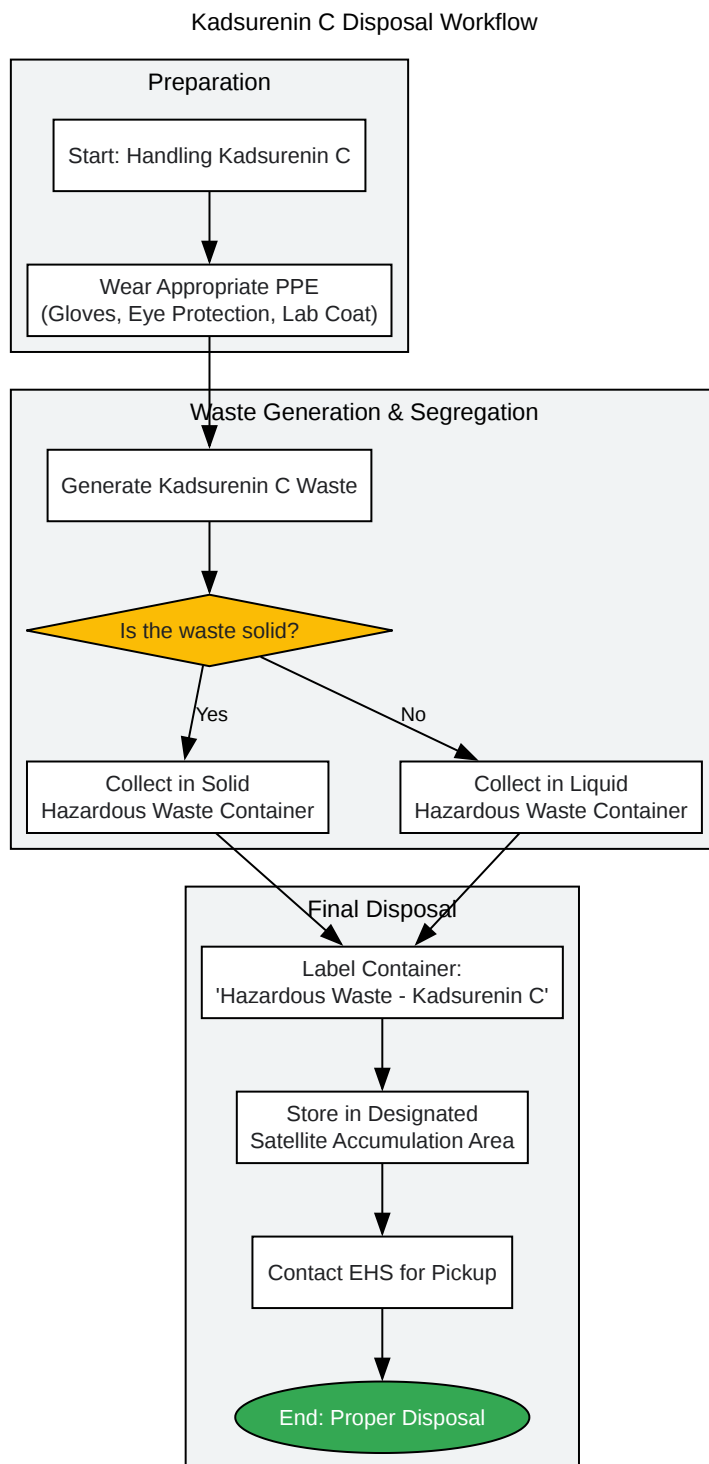 Kadsurenin C Disposal Workflow
Preparation
Start: Handling Kadsurenin C
Wear Appropriate PPE
(Gloves, Eye Protection, Lab Coat)
Waste Generation & Segregation
Generate Kadsurenin C Waste
Is the waste solid?
Yes
No
Collect in Solid
Hazardous Waste Container
Collect in Liquid
Hazardous Waste Container
Final Disposal
Label Container:
'Hazardous Waste - Kadsurenin C'
Store in Designated
Satellite Accumulation Area
Contact EHS for Pickup
End: Proper Disposal